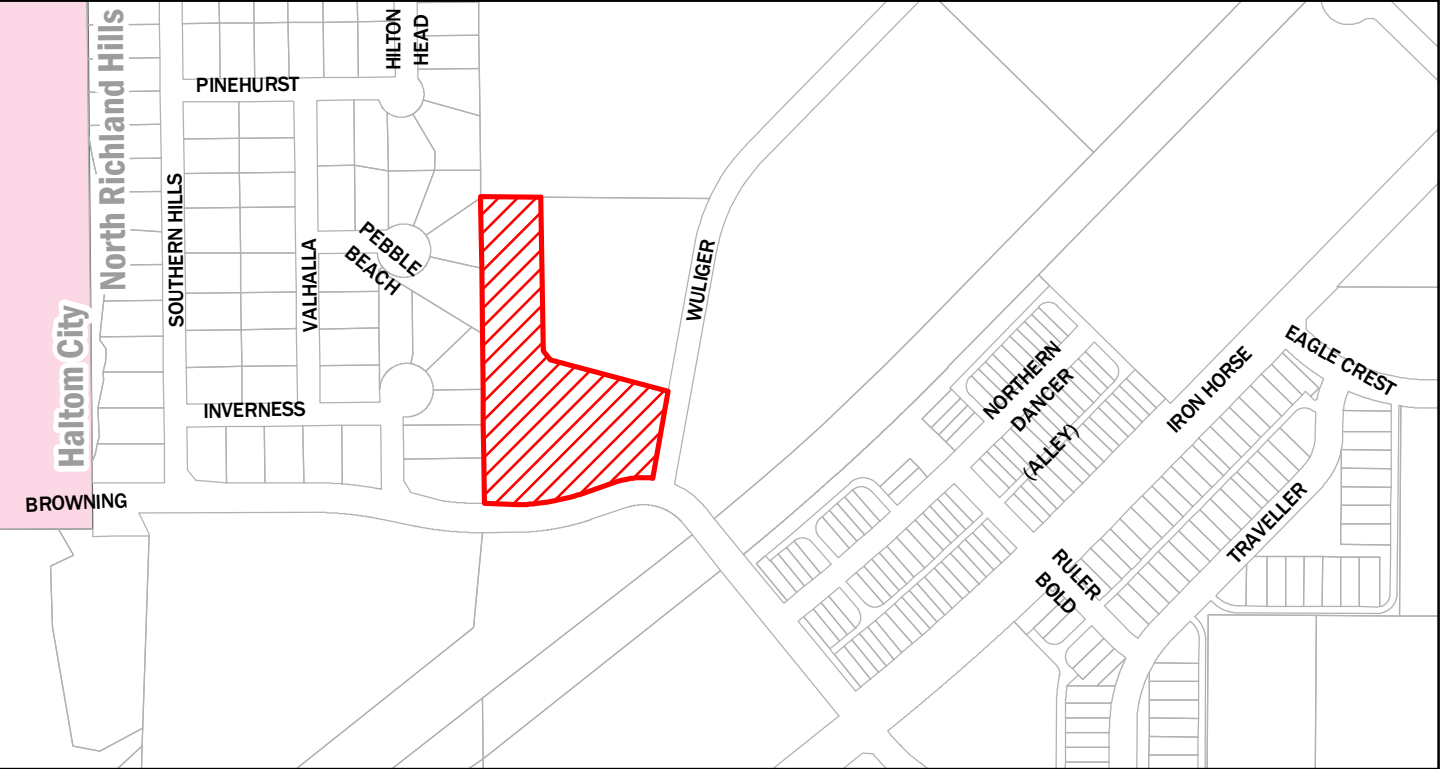 HILTON
HEAD
North Richland Hills
PINEHURST
SOUTHERN HILLS
VALHALLA
PEBBLE
BEACH
WULIGER
Haltom City
INVERNESS
BROWNING
NORTHERN
DANCER
(ALLEY)
IRON HORSE
EAGLE CREST
TRAVELLER
RULER
BOLD